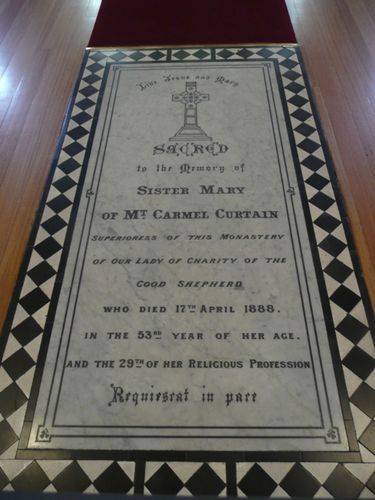 Live Jesus and Mary
SACRED
to the Memory of
SISTER MARY
OF MT CARMEL CURTAIN
SUPERIORESS OF THIS MONASTERY
OF OUR LADY OF CHARITY OF THE
GOOD SHEPHERD
WHO DIED 17TH APRIL 1888.
IN THE 53RD YEAR OF HER AGE.
AND THE 29TH OF HER RELIGIOUS PROFESSION
Requiescat in pace